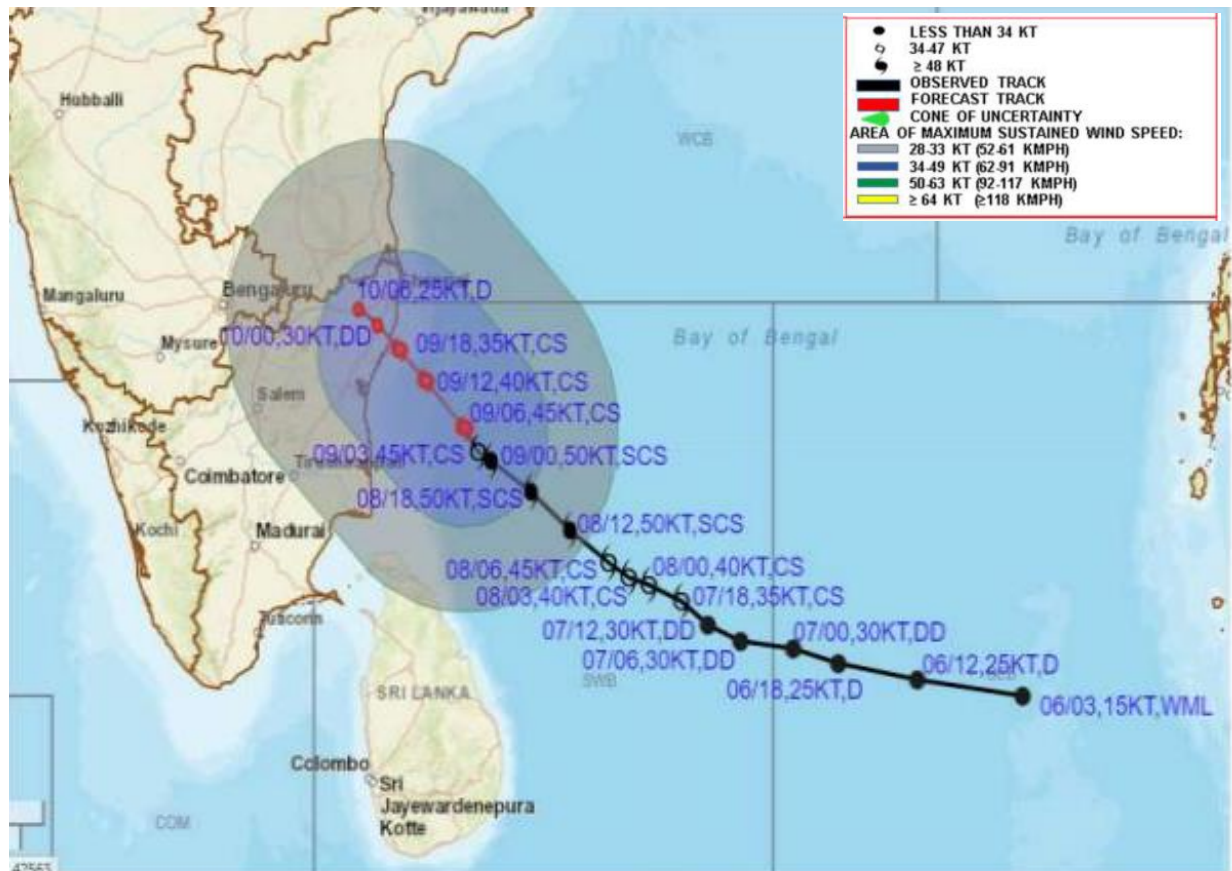 Vijayawada
LESS THAN 34 KT
34-47 KT
≥ 48 KT
OBSERVED TRACK
FORECAST TRACK
CONE OF UNCERTAINTY
AREA OF MAXIMUM SUSTAINED WIND SPEED:
28-33 KT (52-61 KMPH)
34-49 KT (62-91 KMPH)
50-63 KT (92-117 KMPH)
≥ 64 KT (≥118 KMPH)
Hubballi
WCB
Bay of Bengal
Mangaluru
Bengaluru
10/06,25KT,D
10/00,30KT,DD
Mysure
09/18,35KT,CS
Bay of Bengal
09/12,40KT,CS
Salem
09/06,45KT,CS
Kozhikode
09/03,45KT,CS
09/00,50KT,SCS
Coimbatore
08/18,50KT,SCS
08/12,50KT,SCS
Kochi
Madurai
08/06,45KT,CS
08/00,40KT,CS
08/03,40KT,CS
07/18,35KT,CS
Tuticorin
07/12,30KT,DD
07/00,30KT,DD
07/06,30KT,DD
06/12,25KT,D
SWB
06/18,25KT,D
06/03,15KT,WML
SRI LANKA
Colombo
Sri
Jayewardenepura
Kotte
COM